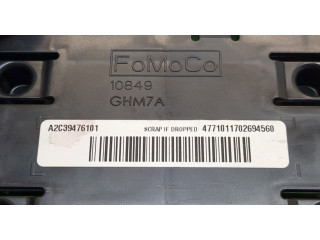 FoMoCo
10849
GHM7A
A2C39476101 SCRAP IF DROPPED 4771011702694560